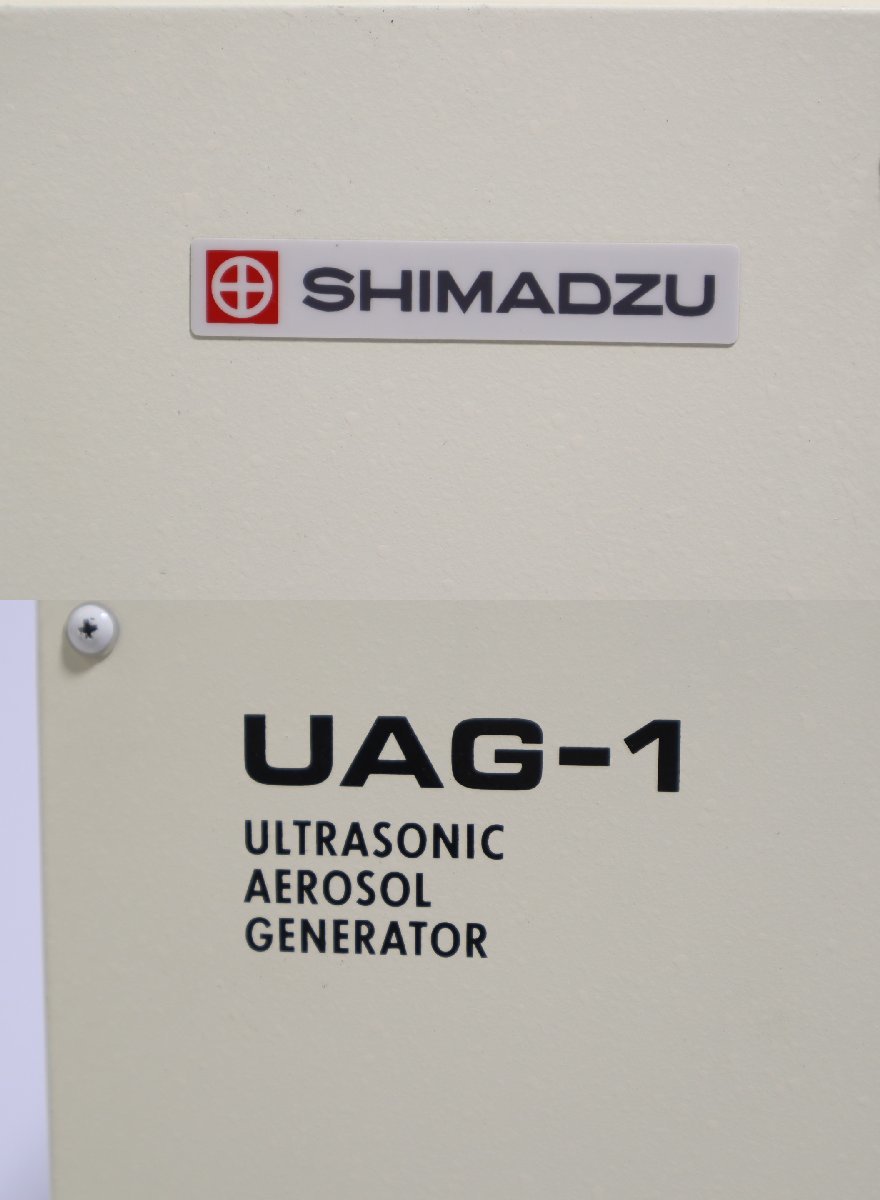 SHIMADZU
UAG-1
ULTRASONIC
AEROSOL
GENERATOR